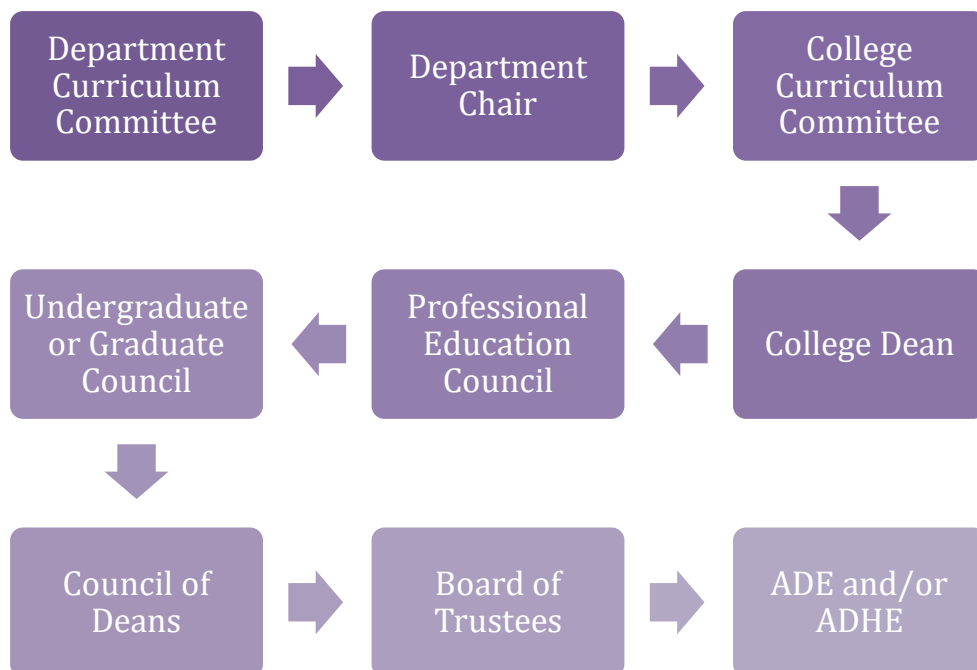 Department
Curriculum
Committee
Department
Chair
College
Curriculum
Committee
College Dean
Professional
Education
Council
Undergraduate
or Graduate
Council
Council of
Deans
Board of
Trustees
ADE and/or
ADHE